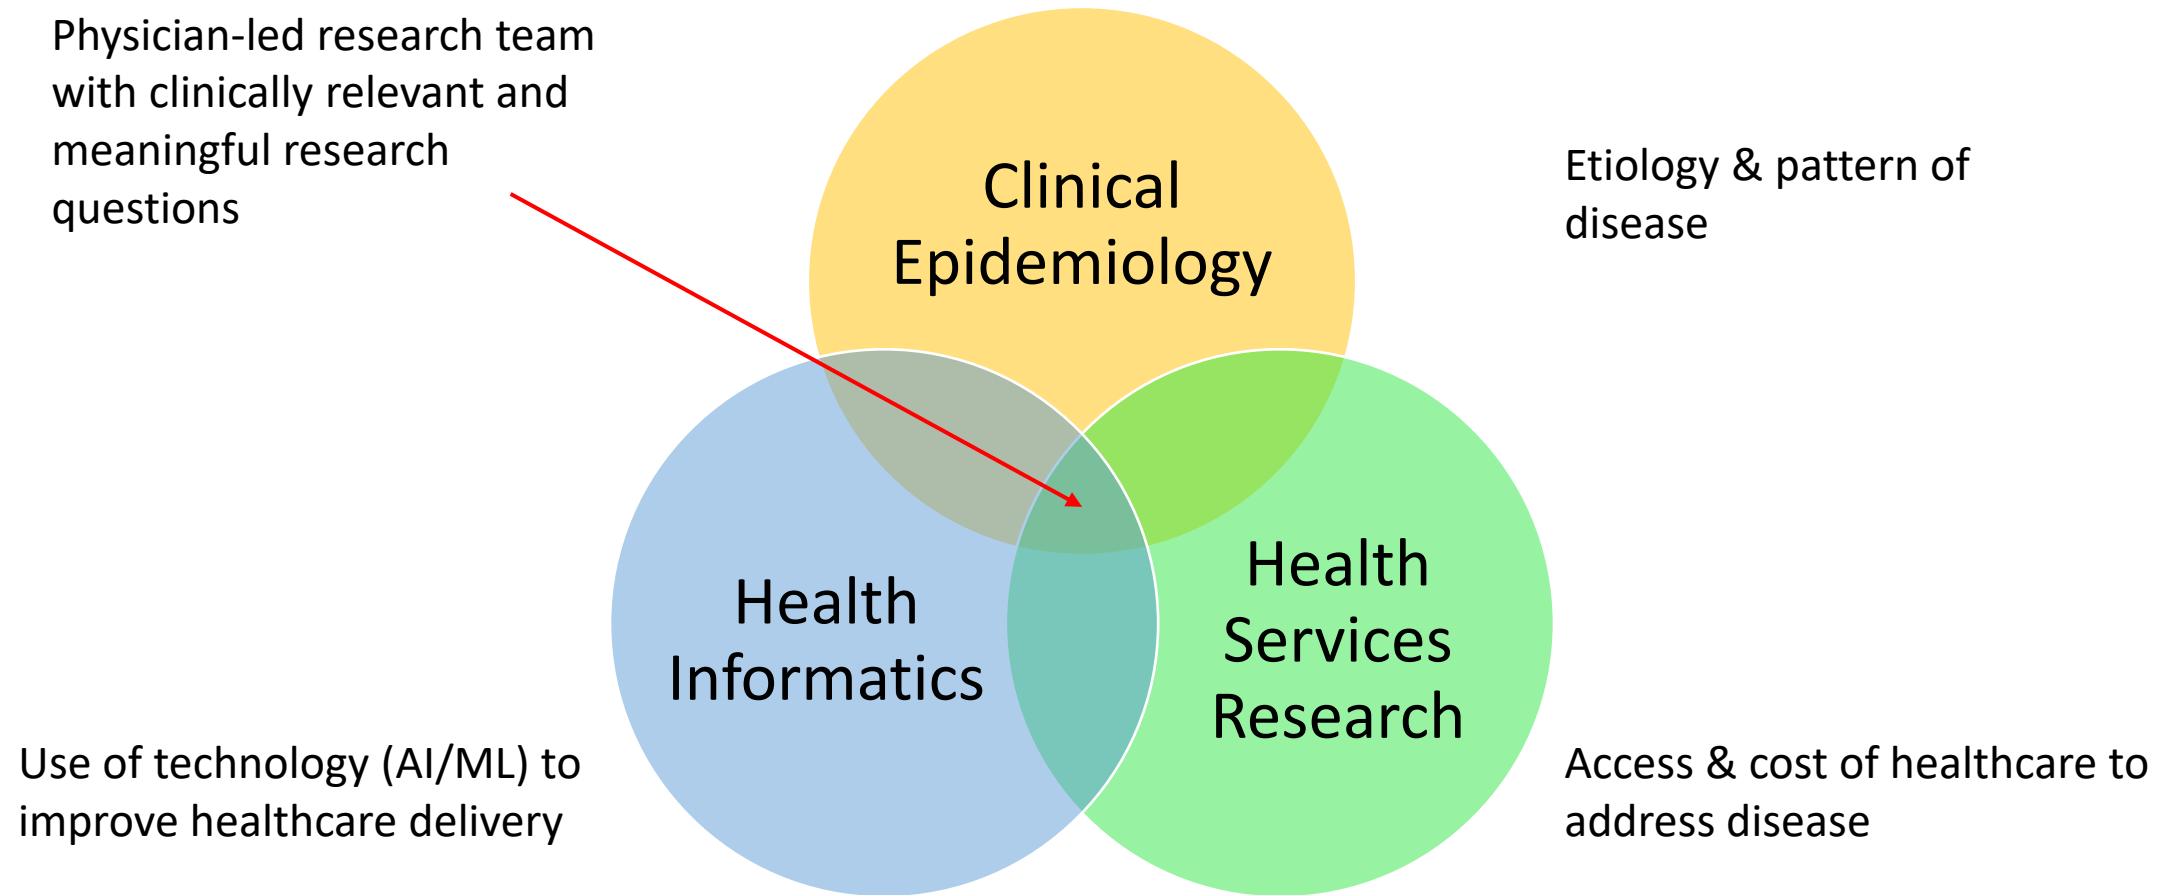 Physician-led research team
with clinically relevant and
meaningful research
questions
Clinical
Epidemiology
Etiology & pattern of
disease
Health
Informatics
Health
Services
Research
Use of technology (AI/ML) to
improve healthcare delivery
Access & cost of healthcare to
address disease